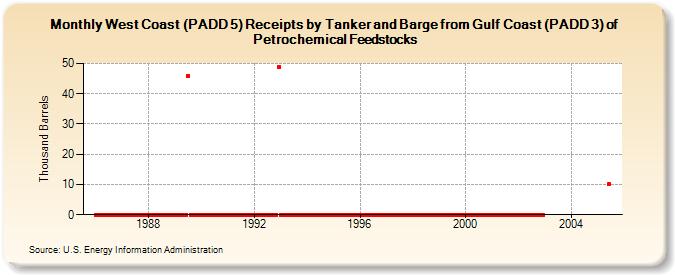 Monthly West Coast (PADD 5) Receipts by Tanker and Barge from Gulf Coast (PADD 3) of
Petrochemical Feedstocks
Thousand Barrels
50
40
30
20
10
0
1988 1992 1996 2000 2004
Source: U.S. Energy Information Administration